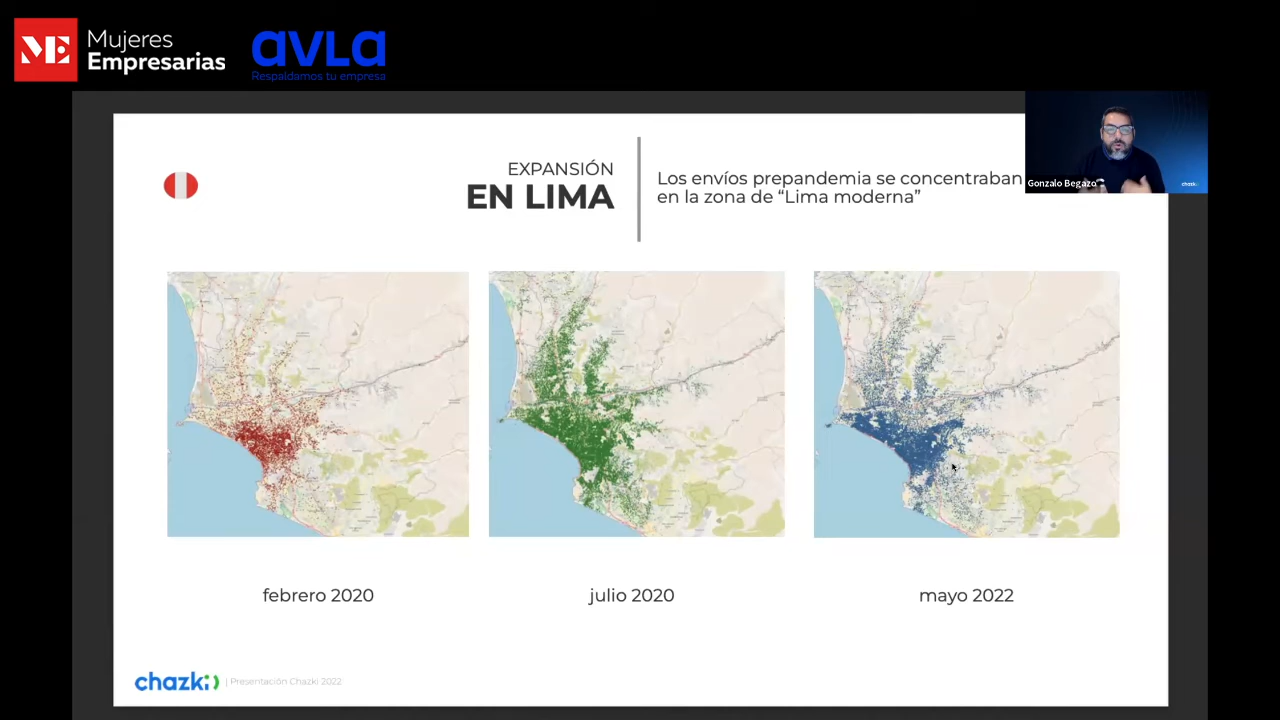 ME
Mujeres
Empresarias
avla
Respaldamos tu empresa
EXPANSIÓN
EN LIMA
Los envíos prepandemia se concentraban
en la zona de “Lima moderna”
Gonzalo Begazo
chazki
febrero 2020
julio 2020
mayo 2022
chazki
| Presentación Chazki 2022